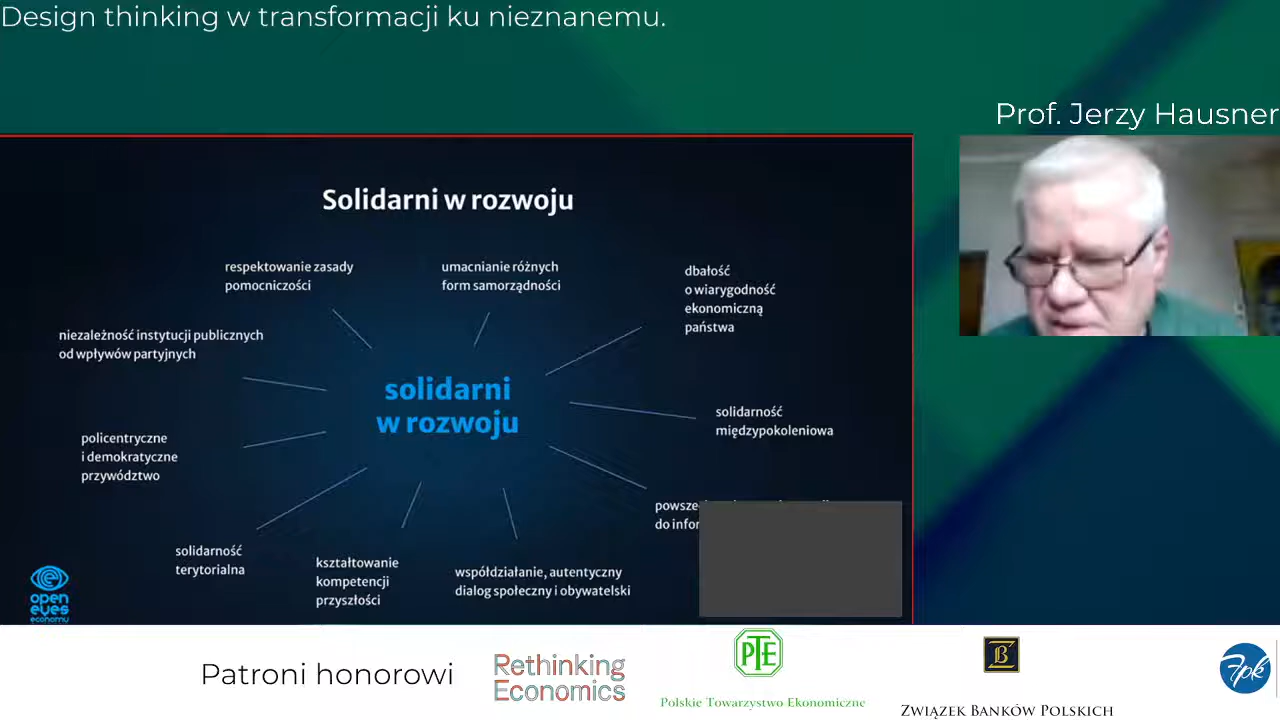 Design thinking w transformacji ku nieznanemu.
Prof. Jerzy Hausner
Solidarni w rozwoju
respektowanie zasady
pomocniczości
umacnianie różnych
form samorządności
dbałość
o wiarygodność
ekonomiczną
państwa
niezależność instytucji publicznych
od wpływów partyjnych
solidarni
w rozwoju
solidarność
międzypokoleniowa
policentryczne
i demokratyczne
przywództwo
solidarność
terytorialna
kształtowanie
kompetencji
przyszłości
współdziałanie, autentyczny
dialog społeczny i obywatelski
do
open
eyes
economy
Patroni honorowi
Rethinking
Economics
PTE
Polskie Towarzystwo Ekonomiczne
B
Związek Banków Polskich
7pk